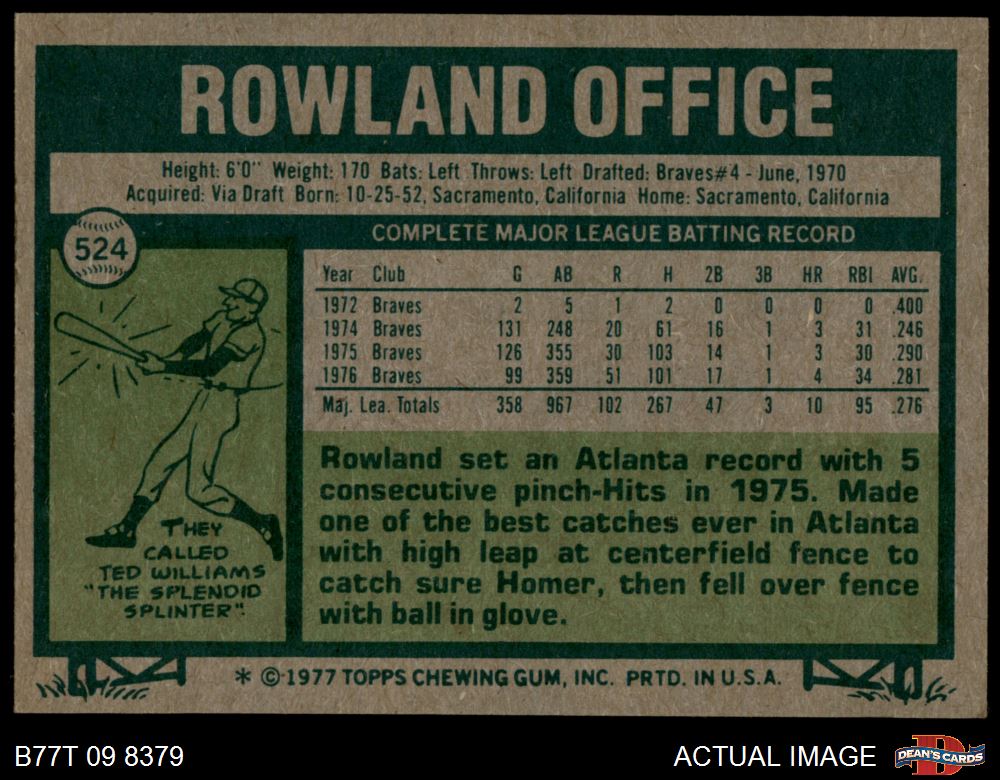 ROWLAND OFFICE
Height: 6'0" Weight: 170 Bats: Left Throws: Left Drafted: Braves#4 - June, 1970
Acquired: Via Draft Born: 10-25-52, Sacramento, California Home: Sacramento, California
524
COMPLETE MAJOR LEAGUE BATTING RECORD
Year Club G AB R H 2B 3B HR RBI AVG.
1972 Braves 2 5 1 2 0 0 0 0 .400
1974 Braves 131 248 20 61 16 1 3 31 .246
1975 Braves 126 355 30 103 14 1 3 30 .290
1976 Braves 99 359 51 101 17 1 4 34 .281
Maj. Lea. Totals 358 967 102 267 47 3 10 95 .276
Rowland set an Atlanta record with 5
consecutive pinch-Hits in 1975. Made
one of the best catches ever in Atlanta
with high leap at centerfield fence to
catch sure Homer, then fell over fence
with ball in glove.
THEY
CALLED
TED WILLIAMS
"THE SPLENDID
SPLINTER".
* © 1977 TOPPS CHEWING GUM, INC. PRTD. IN U.S.A.
B77T 09 8379
ACTUAL IMAGE
D
DEAN'S CARDS